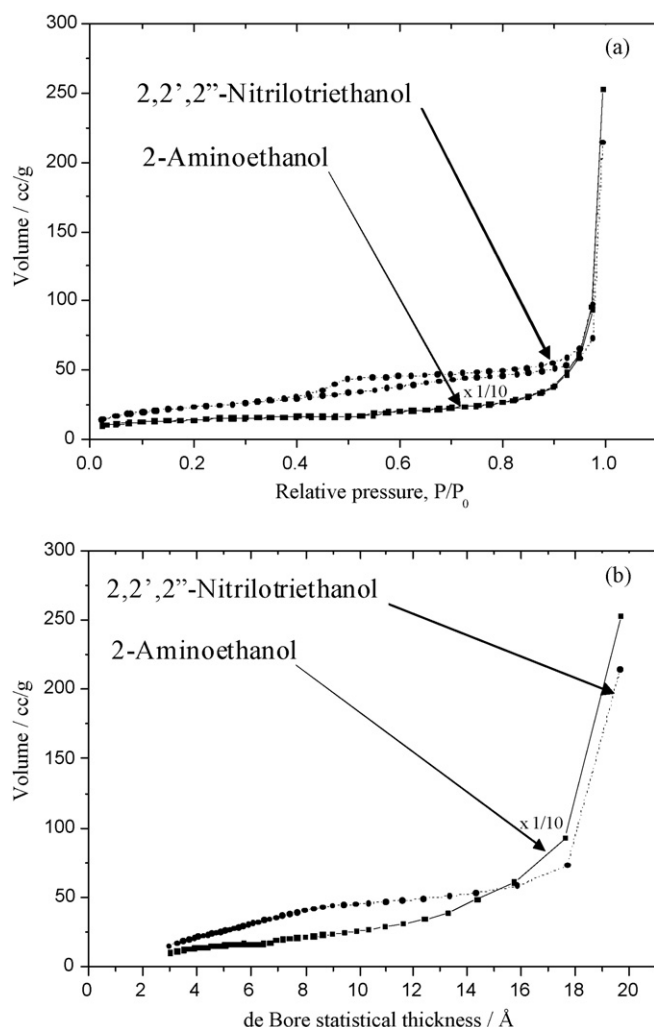 (a)
300
250
200
150
100
50
0
Volume / cc/g
2,2’,2”-Nitrilotriethanol
2-Aminoethanol
x 1/10
0.0 0.2 0.4 0.6 0.8 1.0
Relative pressure, P/P₀
(b)
300
250
200
150
100
50
0
Volume / cc/g
2,2’,2”-Nitrilotriethanol
2-Aminoethanol
x 1/10
0 2 4 6 8 10 12 14 16 18 20
de Bore statistical thickness / Å